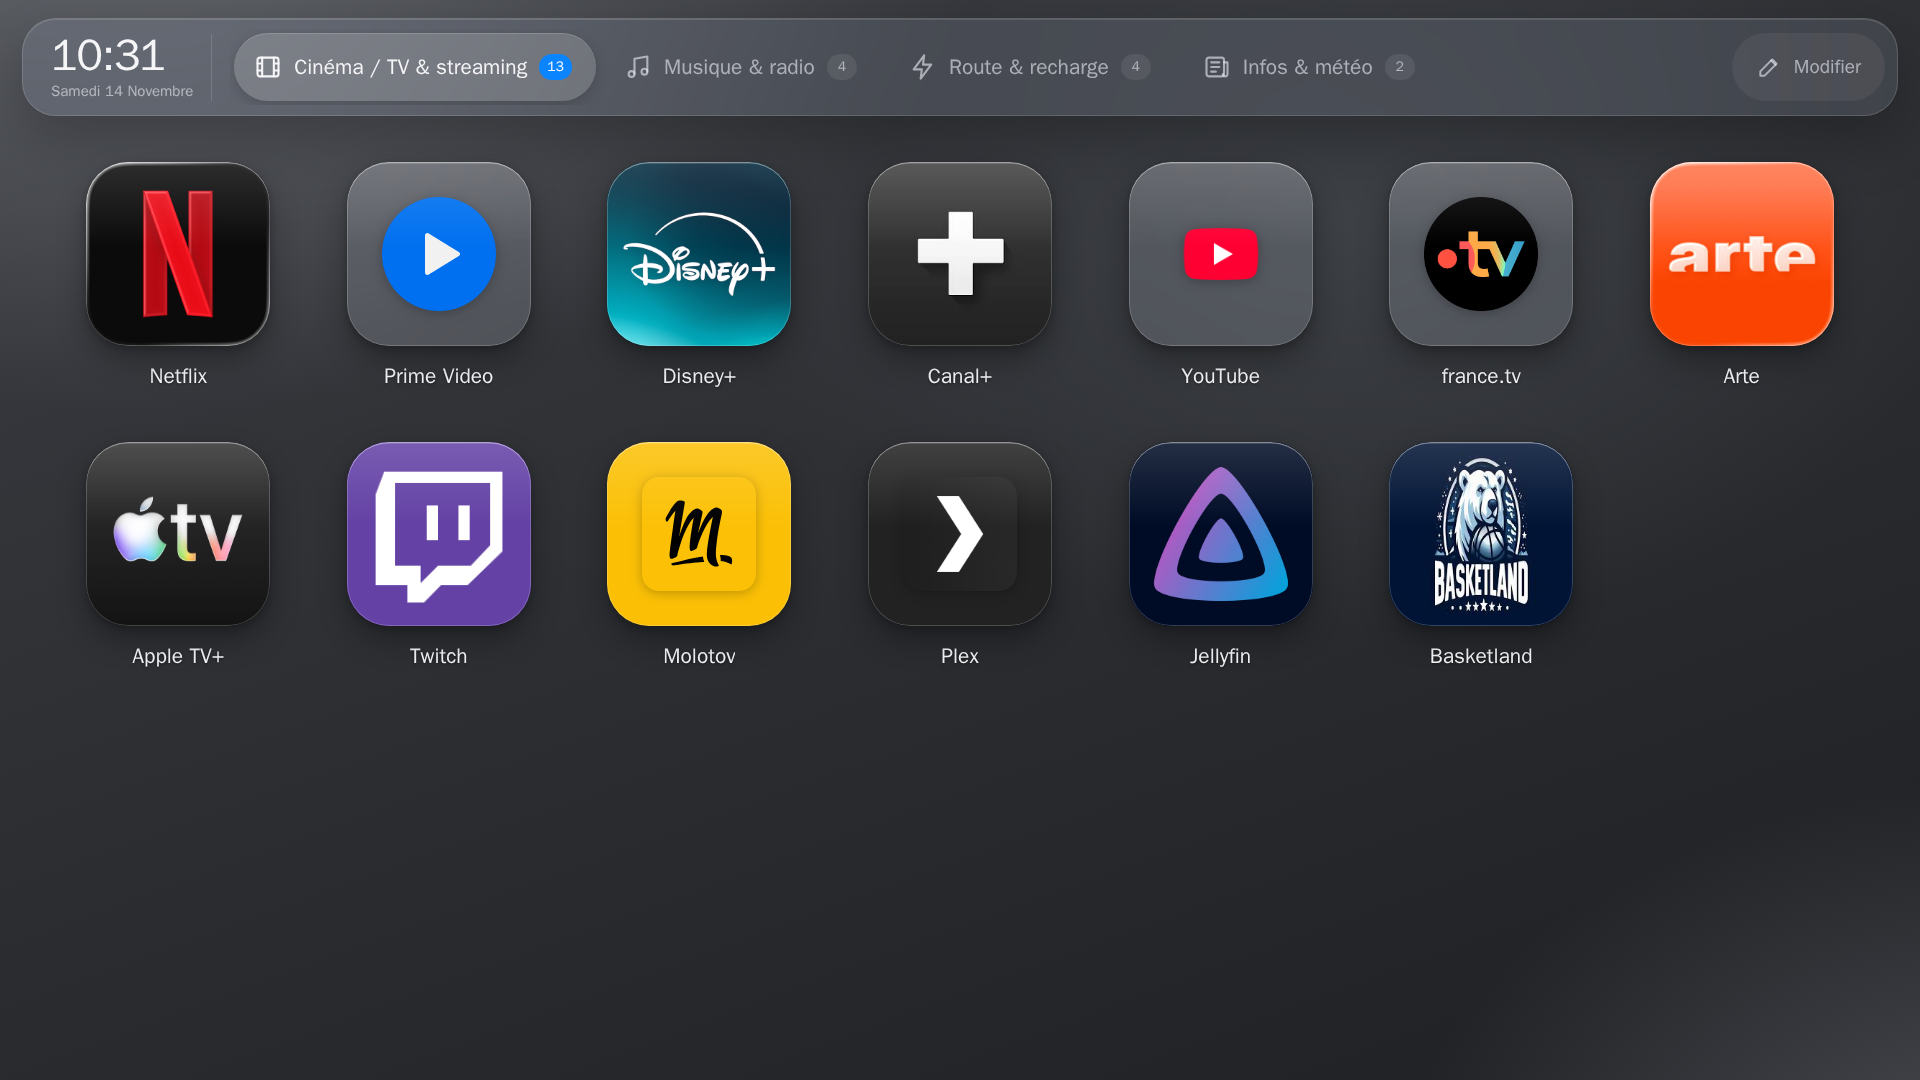 10:31
Samedi 14 Novembre
Cinéma / TV & streaming 13
Musique & radio 4
Route & recharge 4
Infos & météo 2
Modifier
N
Disney+
tv
arte
Netflix
Prime Video
Disney+
Canal+
YouTube
france.tv
Arte
tv
m.
BASKETLAND
Apple TV+
Twitch
Molotov
Plex
Jellyfin
Basketland